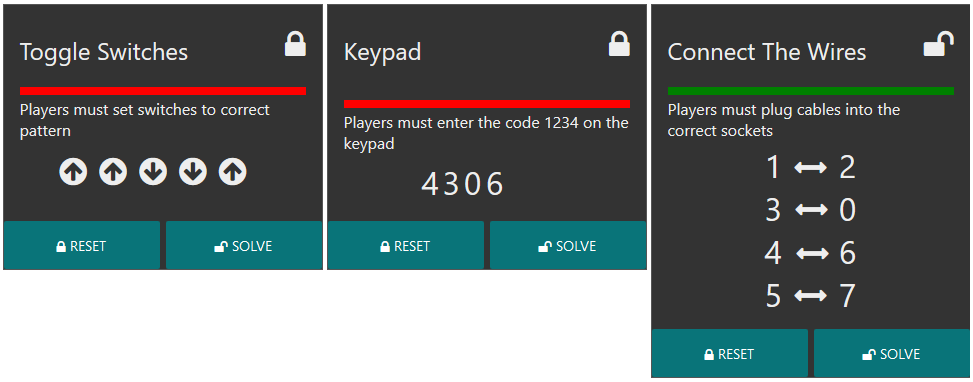 Toggle Switches
Players must set switches to correct
pattern
RESET
SOLVE
Keypad
Players must enter the code 1234 on the
keypad
4306
RESET
SOLVE
Connect The Wires
Players must plug cables into the
correct sockets
1 ↔ 2
3 ↔ 0
4 ↔ 6
5 ↔ 7
RESET
SOLVE